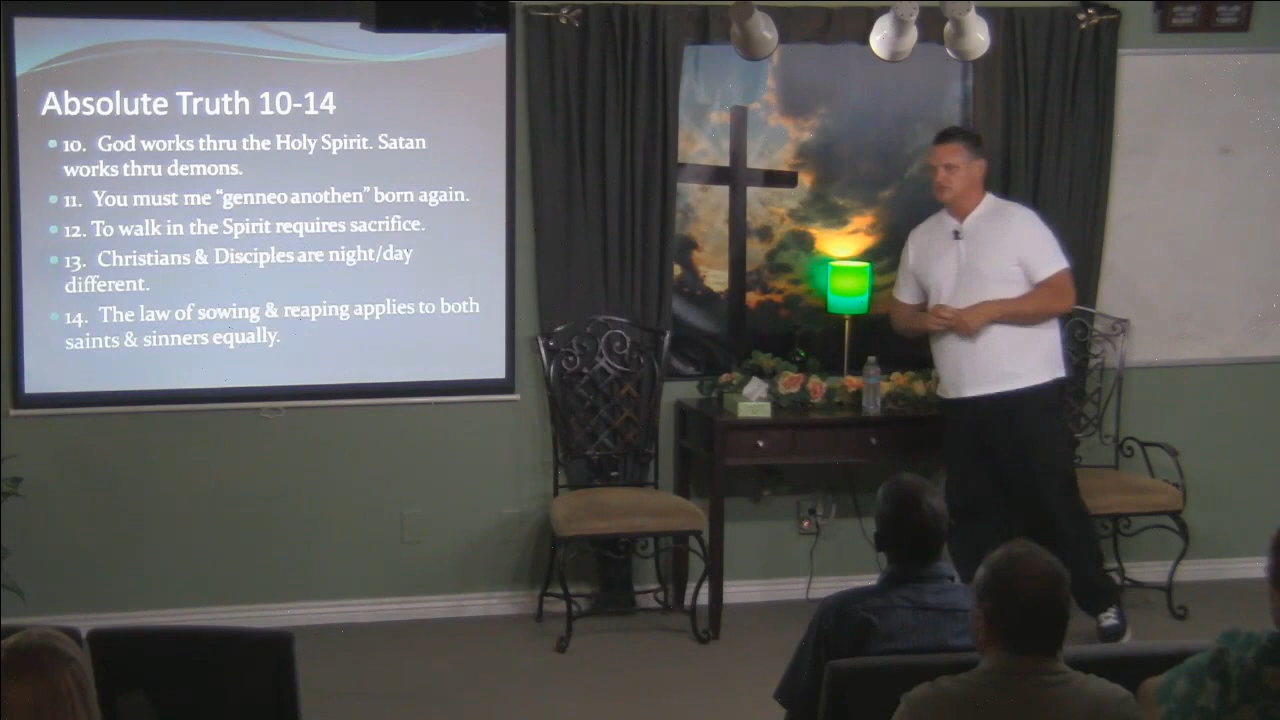 Absolute Truth 10-14
• 10. God works thru the Holy Spirit. Satan
works thru demons.
• 11. You must me "genneo anothen" born again.
• 12. To walk in the Spirit requires sacrifice.
• 13. Christians & Disciples are night/day
different.
• 14. The law of sowing & reaping applies to both
saints & sinners equally.